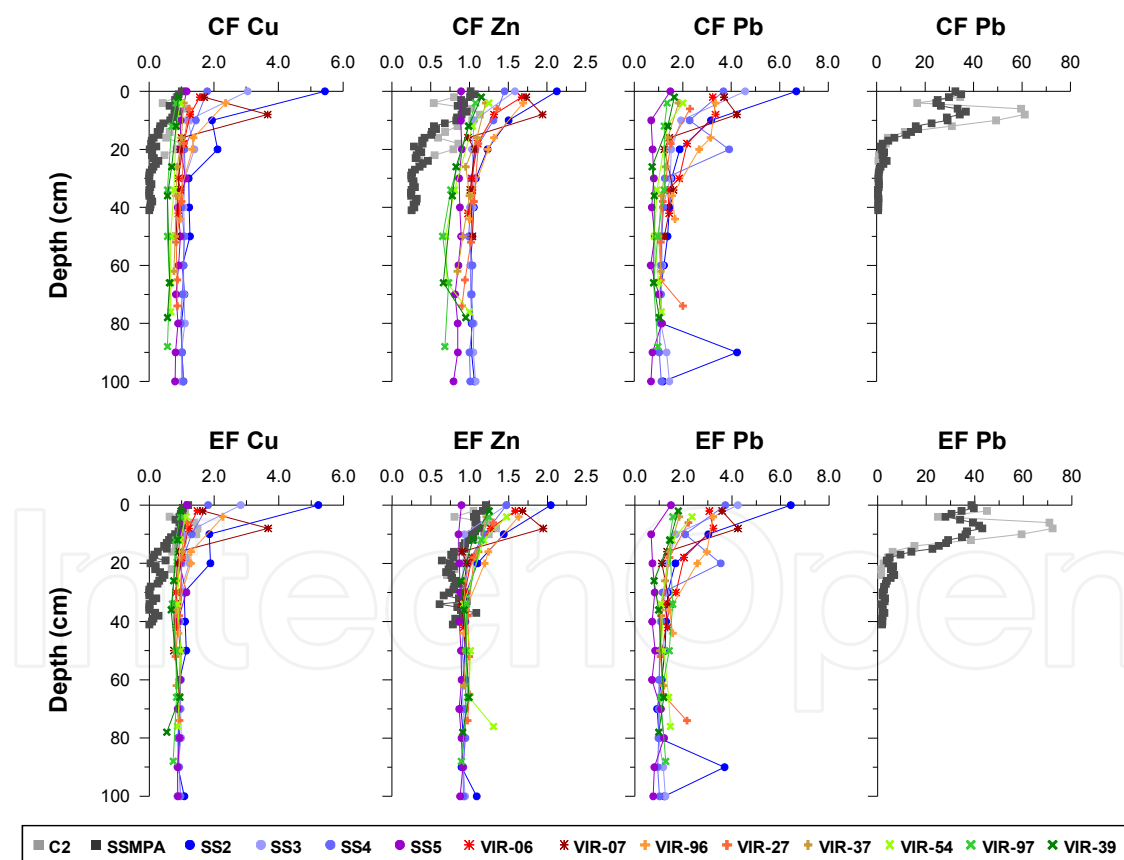 CF Cu CF Zn CF Pb CF Pb
0.0 2.0 4.0 6.0 0.0 0.5 1.0 1.5 2.0 2.5 0.0 2.0 4.0 6.0 8.0 0 20 40 60 80
0
20
40
60
80
100
Depth (cm)
EF Cu EF Zn EF Pb EF Pb
0.0 2.0 4.0 6.0 0.0 0.5 1.0 1.5 2.0 2.5 0.0 2.0 4.0 6.0 8.0 0 20 40 60 80
0
20
40
60
80
100
Depth (cm)
IntechOpen
C2 SSMPA SS2 SS3 SS4 SS5 VIR-06 VIR-07 VIR-96 VIR-27 VIR-37 VIR-54 VIR-97 VIR-39